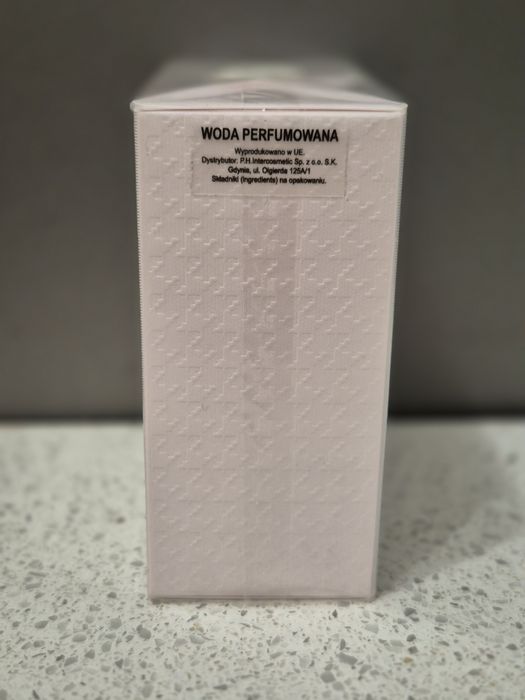 WODA PERFUMOWANA
Wyprodukowano w UE.
Dystrybutor: P.H.Intercosmetic Sp. z o.o. S.K.
Gdynia, ul. Olgierda 125A/1
Składniki (Ingredients) na opakowaniu.